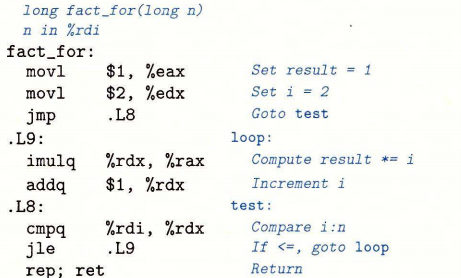 long fact_for(long n)
n in %rdi
fact_for:
movl $1, %eax Set result = 1
movl $2, %edx Set i = 2
jmp .L8 Goto test
.L9: loop:
imulq %rdx, %rax Compute result *= i
addq $1, %rdx Increment i
.L8: test:
cmpq %rdi, %rdx Compare i:n
jle .L9 If <=, goto loop
rep; ret Return